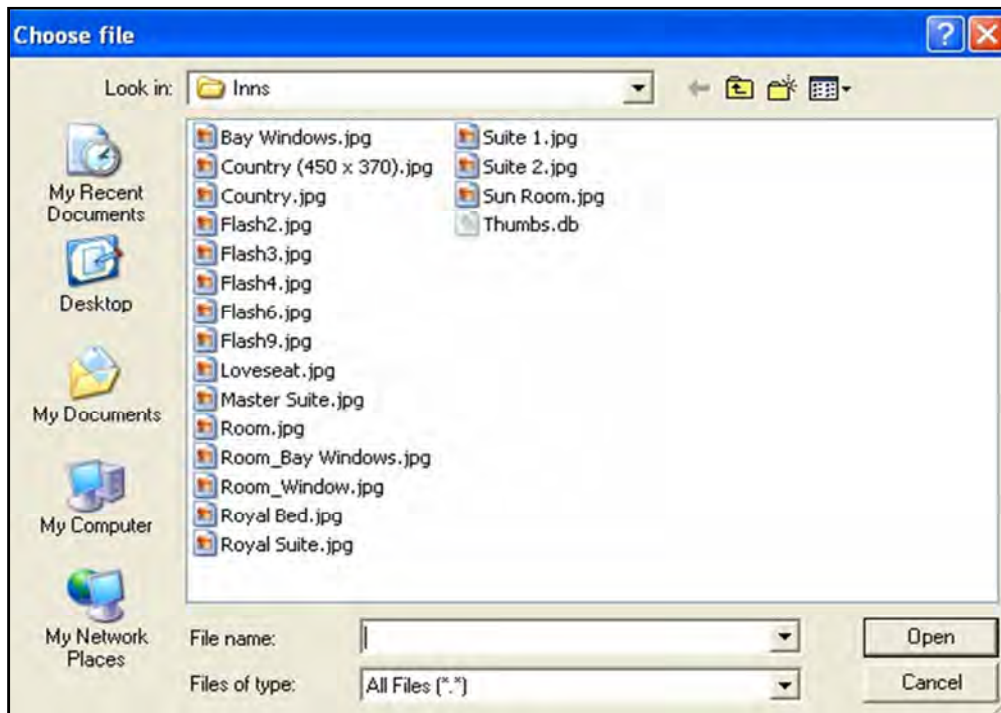 Choose file
Look in: Inns
My Recent
Documents
Desktop
My Documents
My Computer
My Network
Places
Bay Windows.jpg
Country (450 x 370).jpg
Country.jpg
Flash2.jpg
Flash3.jpg
Flash4.jpg
Flash6.jpg
Flash9.jpg
Loveseat.jpg
Master Suite.jpg
Room.jpg
Room_Bay Windows.jpg
Room_Window.jpg
Royal Bed.jpg
Royal Suite.jpg
Suite 1.jpg
Suite 2.jpg
Sun Room.jpg
Thumbs.db
File name:
Open
Files of type: All Files (*.*)
Cancel